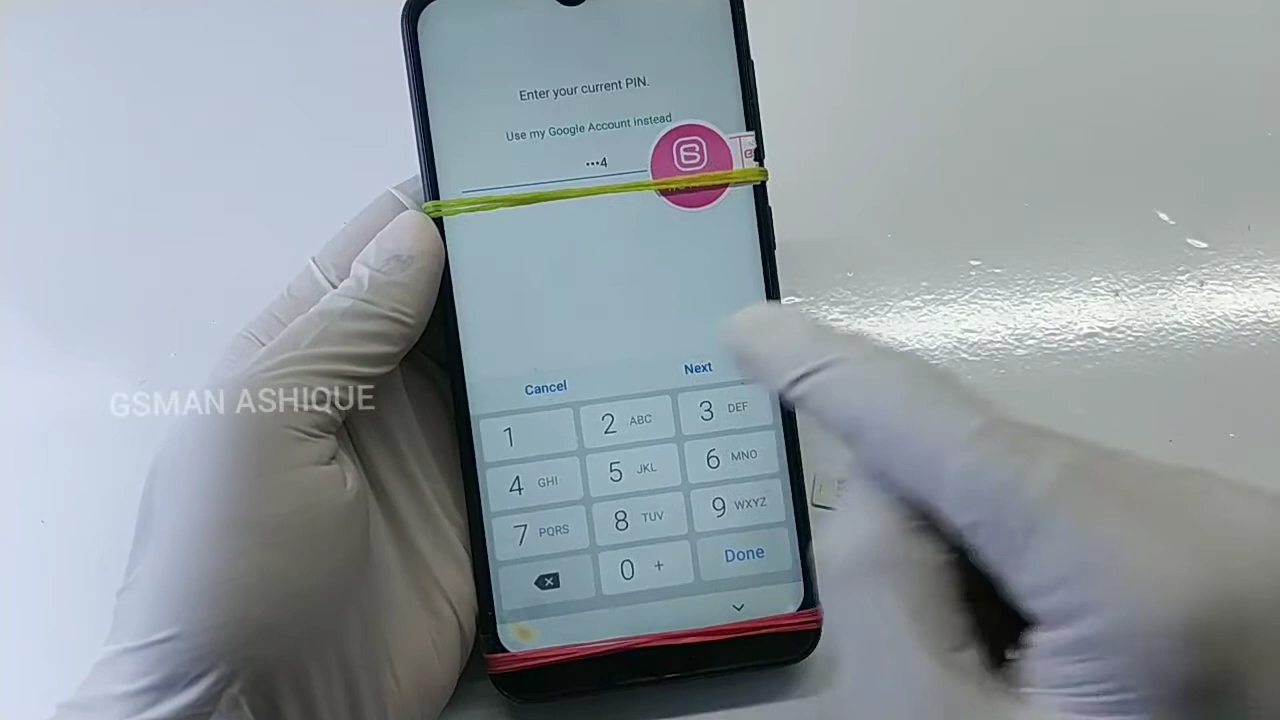 Enter your current PIN.
Use my Google Account instead
•••4
GSMAN ASHIQUE
Cancel
Next
1
2 ABC
3 DEF
4 GHI
5 JKL
6 MNO
7 PQRS
8 TUV
9 WXYZ
0 +
Done